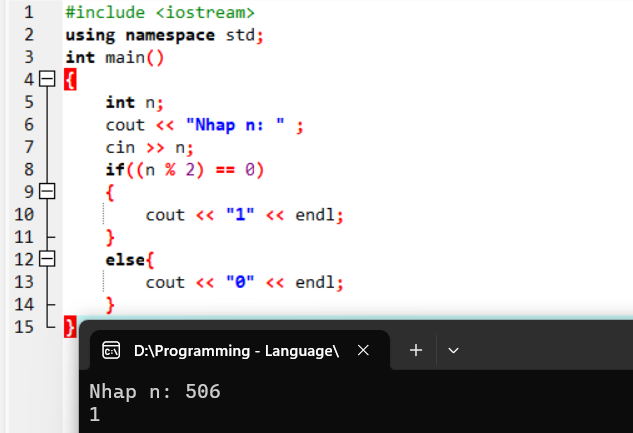 1 #include <iostream>
2 using namespace std;
3 int main()
4 {
5 int n;
6 cout << "Nhap n: " ;
7 cin >> n;
8 if((n % 2) == 0)
9 {
10 cout << "1" << endl;
11 }
12 else{
13 cout << "0" << endl;
14 }
15 }
D:\Programming - Language\
Nhap n: 506
1